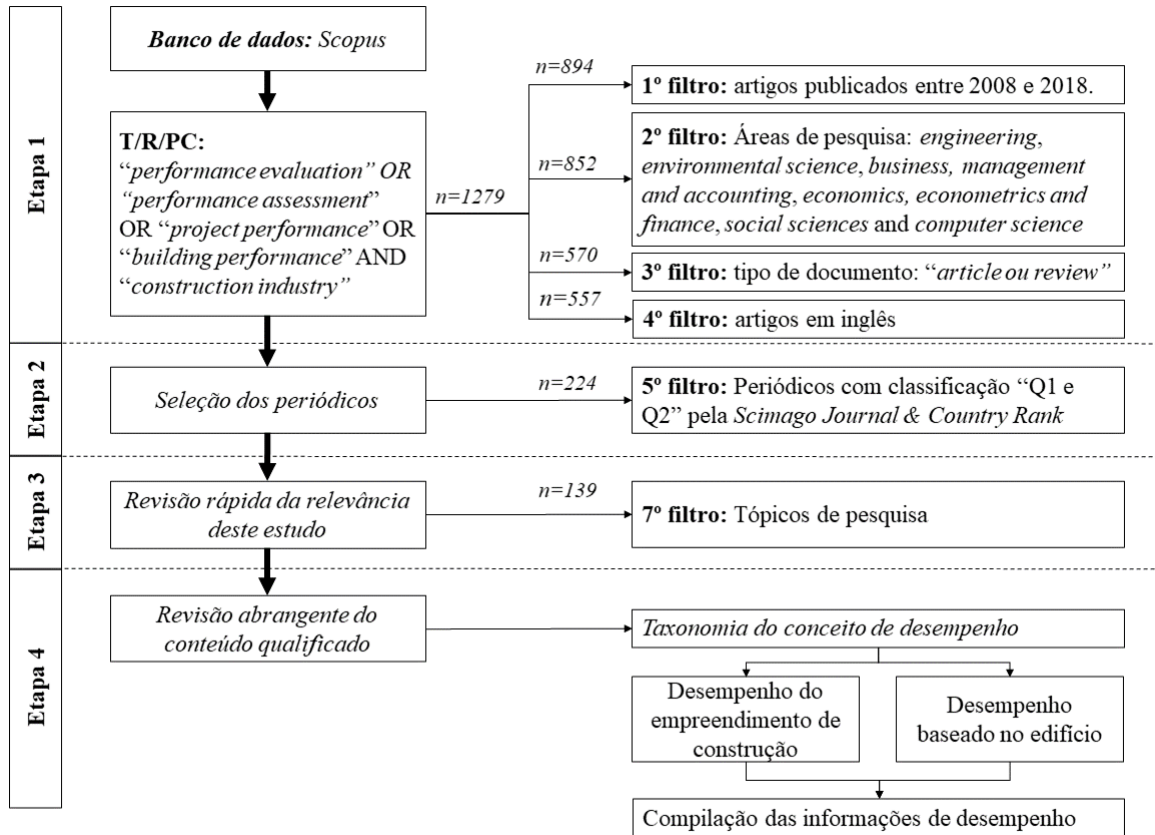 Etapa 1
Banco de dados: Scopus
T/R/PC:
“performance evaluation” OR
“performance assessment”
OR “project performance” OR
“building performance” AND
“construction industry”
n=1279
n=894
1º filtro: artigos publicados entre 2008 e 2018.
n=852
2º filtro: Áreas de pesquisa: engineering,
environmental science, business, management
and accounting, economics, econometrics and
finance, social sciences and computer science
n=570
3º filtro: tipo de documento: “article ou review”
n=557
4º filtro: artigos em inglês
Etapa 2
Seleção dos periódicos
n=224
5º filtro: Periódicos com classificação “Q1 e
Q2” pela Scimago Journal & Country Rank
Etapa 3
Revisão rápida da relevância
deste estudo
n=139
7º filtro: Tópicos de pesquisa
Etapa 4
Revisão abrangente do
conteúdo qualificado
Taxonomia do conceito de desempenho
Desempenho do
empreendimento de
construção
Desempenho
baseado no edifício
Compilação das informações de desempenho